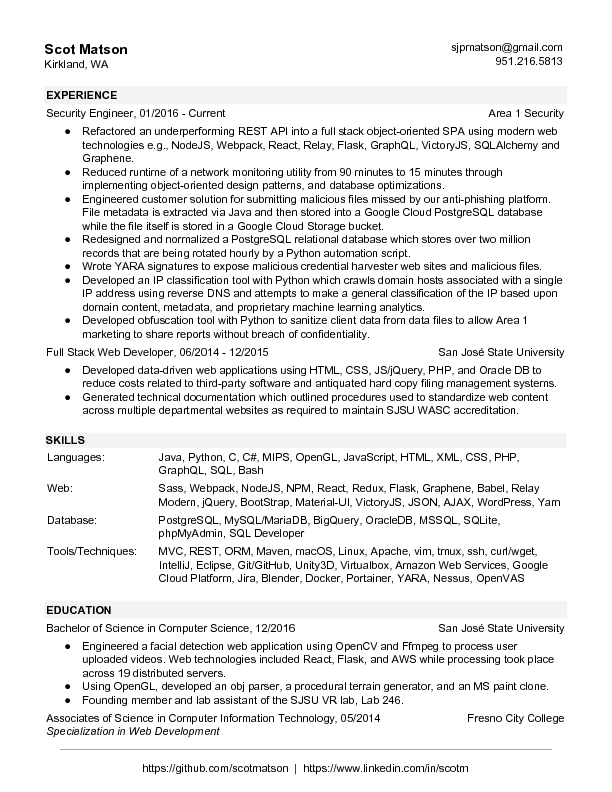 Scot Matson
sjpmatson@gmail.com
Kirkland, WA
951.216.5813
EXPERIENCE
Security Engineer, 01/2016 - Current Area 1 Security
● Refactored an underperforming REST API into a full stack object-oriented SPA using modern web
technologies e.g., NodeJS, Webpack, React, Relay, Flask, GraphQL, VictoryJS, SQLAlchemy and
Graphene.
● Reduced runtime of a network monitoring utility from 90 minutes to 15 minutes through
implementing object-oriented design patterns, and database optimizations.
● Engineered customer solution for submitting malicious files missed by our anti-phishing platform.
File metadata is extracted via Java and then stored into a Google Cloud PostgreSQL database
while the file itself is stored in a Google Cloud Storage bucket.
● Redesigned and normalized a PostgreSQL relational database which stores over two million
records that are being rotated hourly by a Python automation script.
● Wrote YARA signatures to expose malicious credential harvester web sites and malicious files.
● Developed an IP classification tool with Python which crawls domain hosts associated with a single
IP address using reverse DNS and attempts to make a general classification of the IP based upon
domain content, metadata, and proprietary machine learning analytics.
● Developed obfuscation tool with Python to sanitize client data from data files to allow Area 1
marketing to share reports without breach of confidentiality.
Full Stack Web Developer, 06/2014 - 12/2015 San José State University
● Developed data-driven web applications using HTML, CSS, JS/jQuery, PHP, and Oracle DB to
reduce costs related to third-party software and antiquated hard copy filing management systems.
● Generated technical documentation which outlined procedures used to standardize web content
across multiple departmental websites as required to maintain SJSU WASC accreditation.
SKILLS
Languages: Java, Python, C, C#, MIPS, OpenGL, JavaScript, HTML, XML, CSS, PHP,
GraphQL, SQL, Bash
Web: Sass, Webpack, NodeJS, NPM, React, Redux, Flask, Graphene, Babel, Relay
Modern, jQuery, BootStrap, Material-UI, VictoryJS, JSON, AJAX, WordPress, Yarn
Database: PostgreSQL, MySQL/MariaDB, BigQuery, OracleDB, MSSQL, SQLite,
phpMyAdmin, SQL Developer
Tools/Techniques: MVC, REST, ORM, Maven, macOS, Linux, Apache, vim, tmux, ssh, curl/wget,
IntelliJ, Eclipse, Git/GitHub, Unity3D, Virtualbox, Amazon Web Services, Google
Cloud Platform, Jira, Blender, Docker, Portainer, YARA, Nessus, OpenVAS
EDUCATION
Bachelor of Science in Computer Science, 12/2016 San José State University
● Engineered a facial detection web application using OpenCV and Ffmpeg to process user
uploaded videos. Web technologies included React, Flask, and AWS while processing took place
across 19 distributed servers.
● Using OpenGL, developed an obj parser, a procedural terrain generator, and an MS paint clone.
● Founding member and lab assistant of the SJSU VR lab, Lab 246.
Associates of Science in Computer Information Technology, 05/2014 Fresno City College
Specialization in Web Development
https://github.com/scotmatson | https://www.linkedin.com/in/scotm